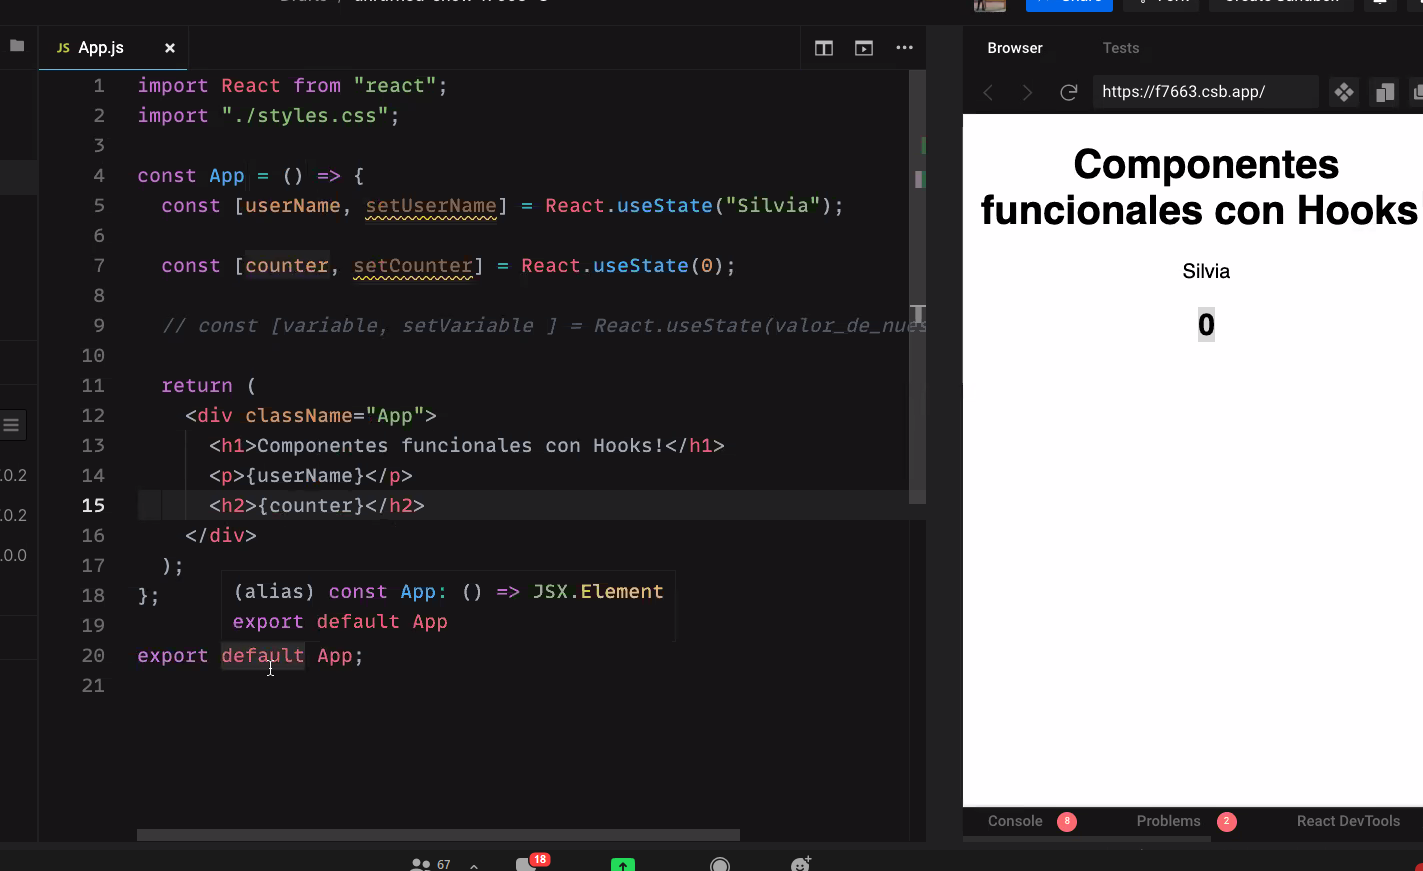 JS App.js ×
1 import React from "react";
2 import "./styles.css";
3
4 const App = () => {
5   const [userName, setUserName] = React.useState("Silvia");
6
7   const [counter, setCounter] = React.useState(0);
8
9   // const [variable, setVariable ] = React.useState(valor_de_nues
10
11   return (
12     <div className="App">
13       <h1>Componentes funcionales con Hooks!</h1>
14       <p>{userName}</p>
15       <h2>{counter}</h2>
16     </div>
17   );
18 };
(alias) const App: () => JSX.Element
export default App
19
20 export default App;
21
.0.2
.0.2
.0.0
Browser Tests
https://f7663.csb.app/
Componentes
funcionales con Hooks
Silvia
0
Console 8 Problems 2 React DevTools
67 18